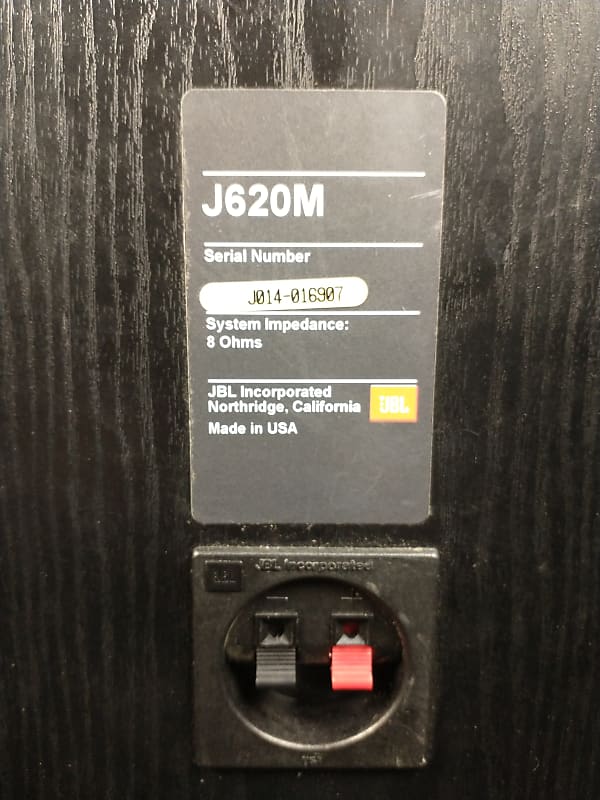 J620M
Serial Number
J014-016907
System Impedance:
8 Ohms
JBL Incorporated
Northridge, California
JBL
Made in USA
JBL Incorporated
JBL
- +